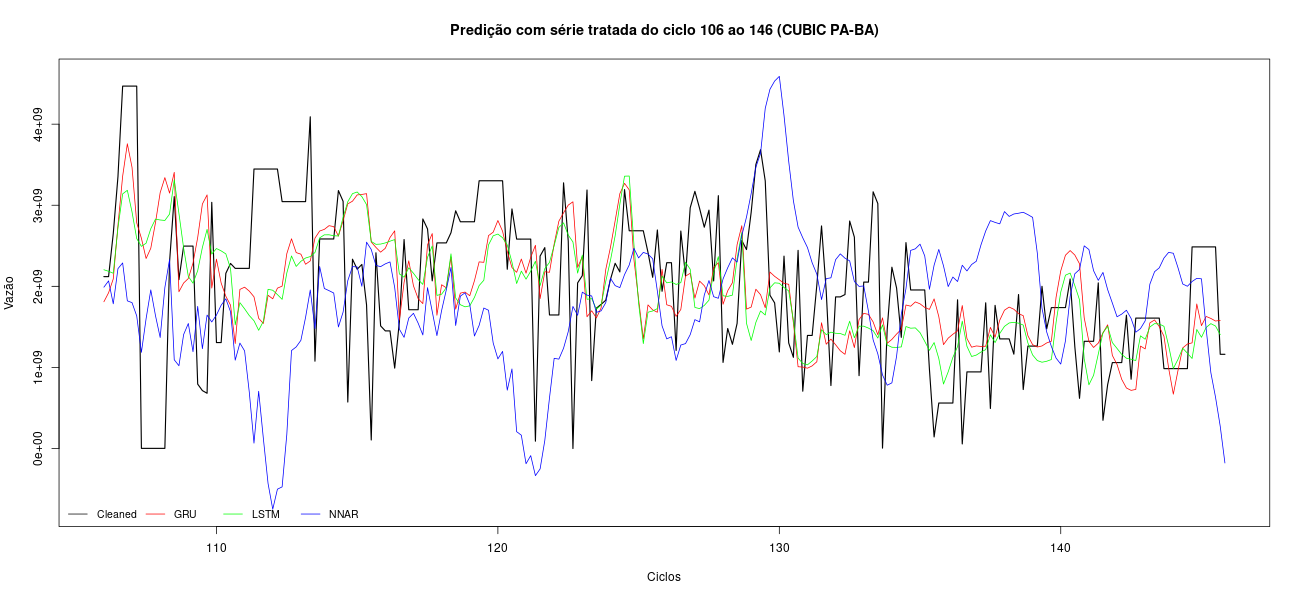 Predição com série tratada do ciclo 106 ao 146 (CUBIC PA-BA)
Vazão
4e+09
3e+09
2e+09
1e+09
0e+00
Cleaned GRU LSTM NNAR
110 120 130 140
Ciclos